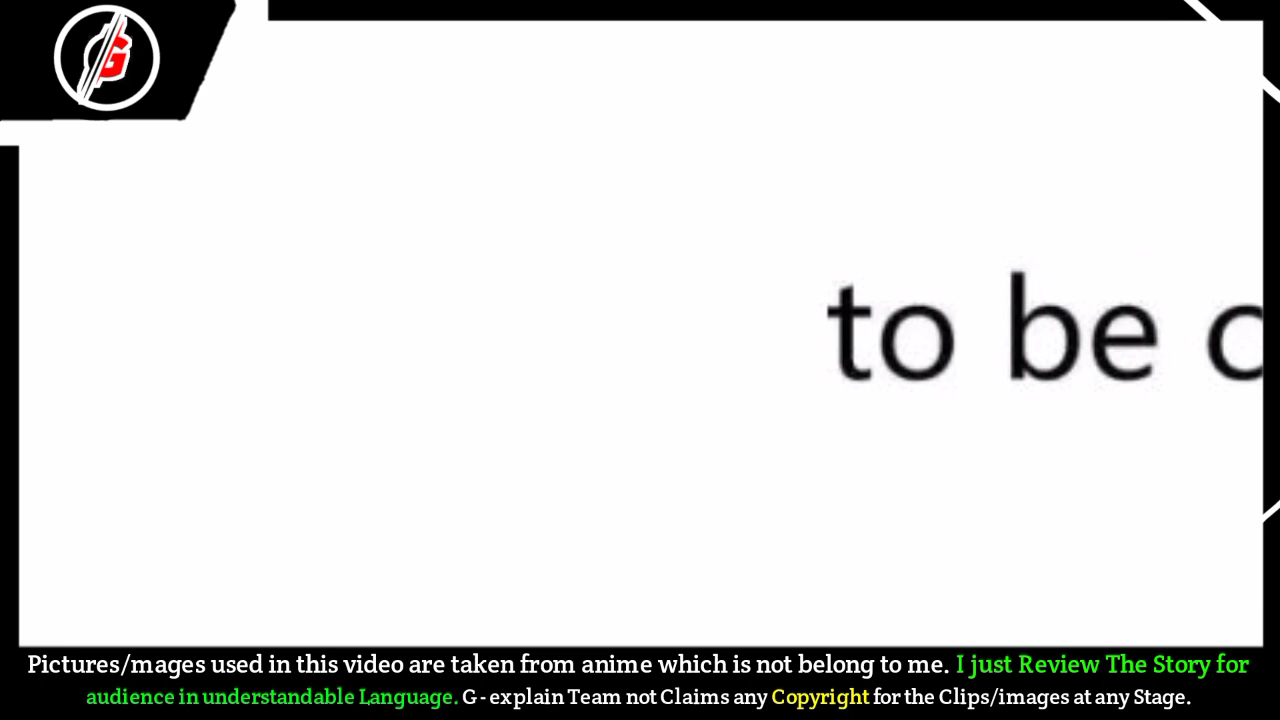 G
to be c
Pictures/mages used in this video are taken from anime which is not belong to me. I just Review The Story for
audience in understandable Language. G - explain Team not Claims any Copyright for the Clips/images at any Stage.